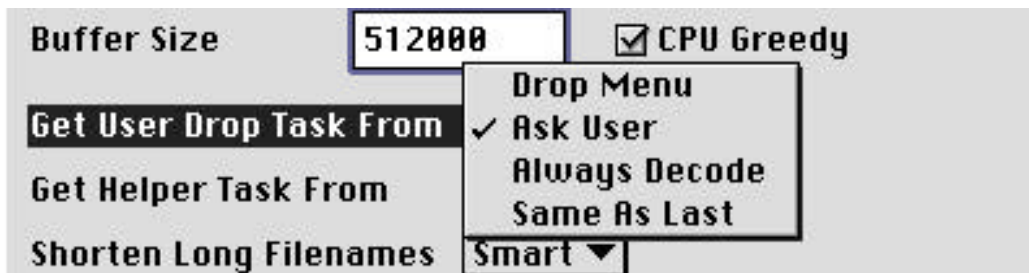 Buffer Size 512000 CPU Greedy
Drop Menu
Get User Drop Task From ✓ Ask User
Always Decode
Get Helper Task From
Same As Last
Shorten Long Filenames Smart